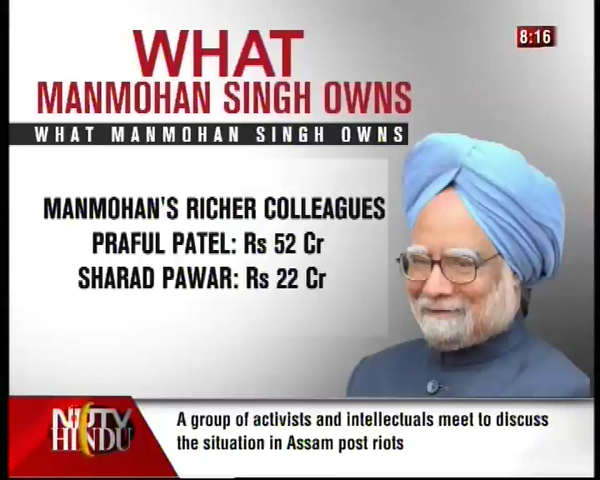 WHAT
8:16
MANMOHAN SINGH OWNS
WHAT MANMOHAN SINGH OWNS
MANMOHAN'S RICHER COLLEAGUES
PRAFUL PATEL: Rs 52 Cr
SHARAD PAWAR: Rs 22 Cr
NDTV
HINDU
A group of activists and intellectuals meet to discuss
the situation in Assam post riots